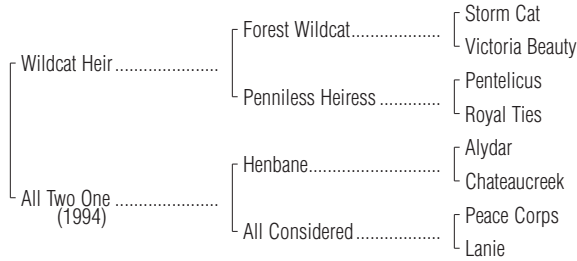 Storm Cat
Forest Wildcat....................
Victoria Beauty
Wildcat Heir.......................
Pentelicus
Penniless Heiress..............
Royal Ties
Alydar
Henbane..............................
Chateaucreek
All Two One.......................
(1994)
Peace Corps
All Considered...................
Lanie